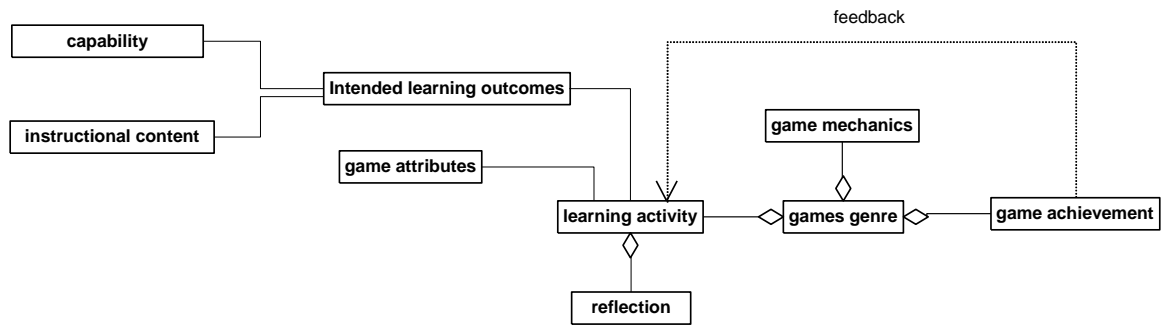 feedback
capability
Intended learning outcomes
instructional content
game mechanics
game attributes
learning activity
games genre
game achievement
reflection